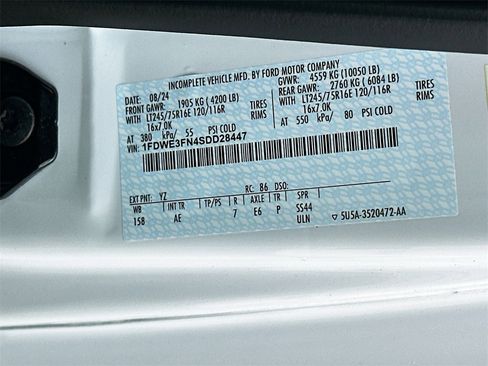 INCOMPLETE VEHICLE MFD. BY FORD MOTOR COMPANY
DATE: 08/24 GVWR: 4559 KG (10050 LB)
FRONT GAWR: 1905 KG (4200 LB) REAR GAWR: 2760 KG (6084 LB)
WITH LT245/75R16E 120/116R TIRES WITH LT245/75R16E 120/116R TIRES
16x7.0K RIMS 16x7.0K RIMS
AT 380 kPa/ 55 PSI COLD AT 550 kPa/ 80 PSI COLD
VIN: 1FDWE3FN4SDD28447
EXT PNT: YZ RC: 86 DSO:
WB INT TR TP/PS R AXLE TR SPR
158 AE 7 E6 P SS44
ULN 5U5A-3520472-AA